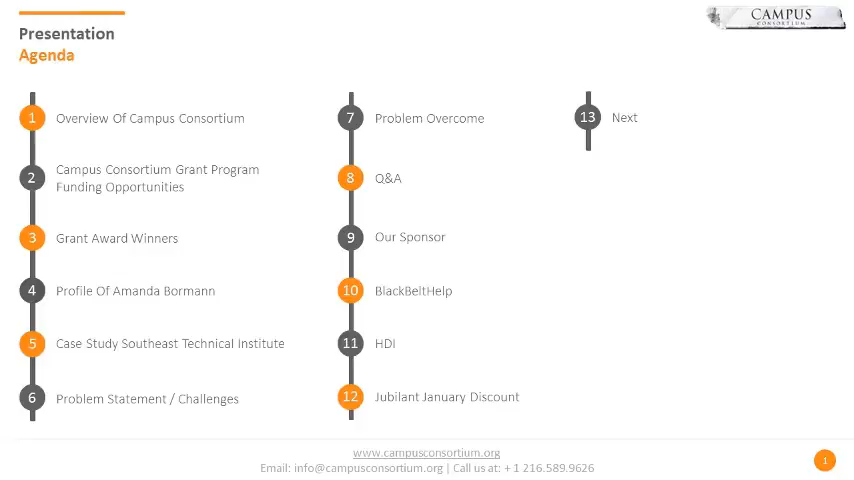 Presentation
Agenda
CAMPUS
CONSORTIUM
1 Overview Of Campus Consortium
2 Campus Consortium Grant Program
Funding Opportunities
3 Grant Award Winners
4 Profile Of Amanda Bormann
5 Case Study Southeast Technical Institute
6 Problem Statement / Challenges
7 Problem Overcome
8 Q&A
9 Our Sponsor
10 BlackBeltHelp
11 HDI
12 Jubilant January Discount
13 Next
www.campusconsortium.org
Email: info@campusconsortium.org | Call us at: + 1 216.589.9626
1